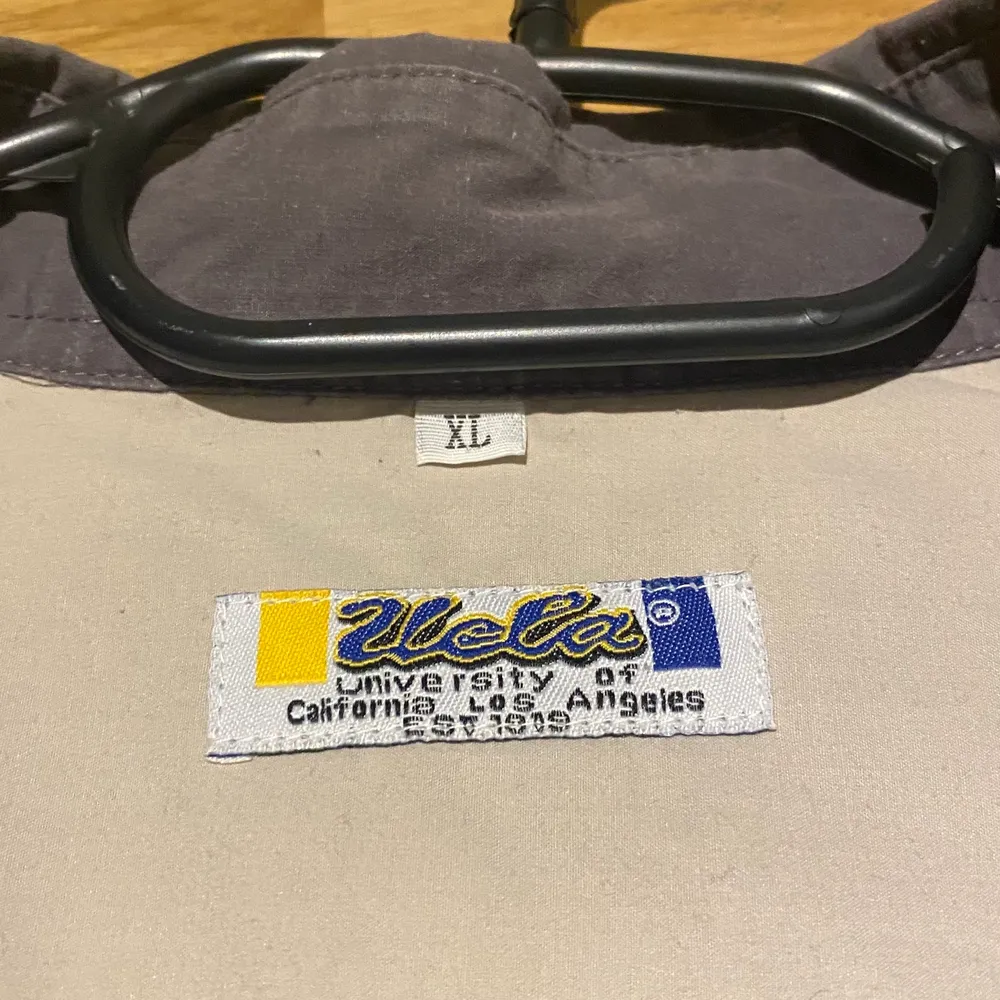 XL
Ucla
®
University of
California Los Angeles
EST 1919